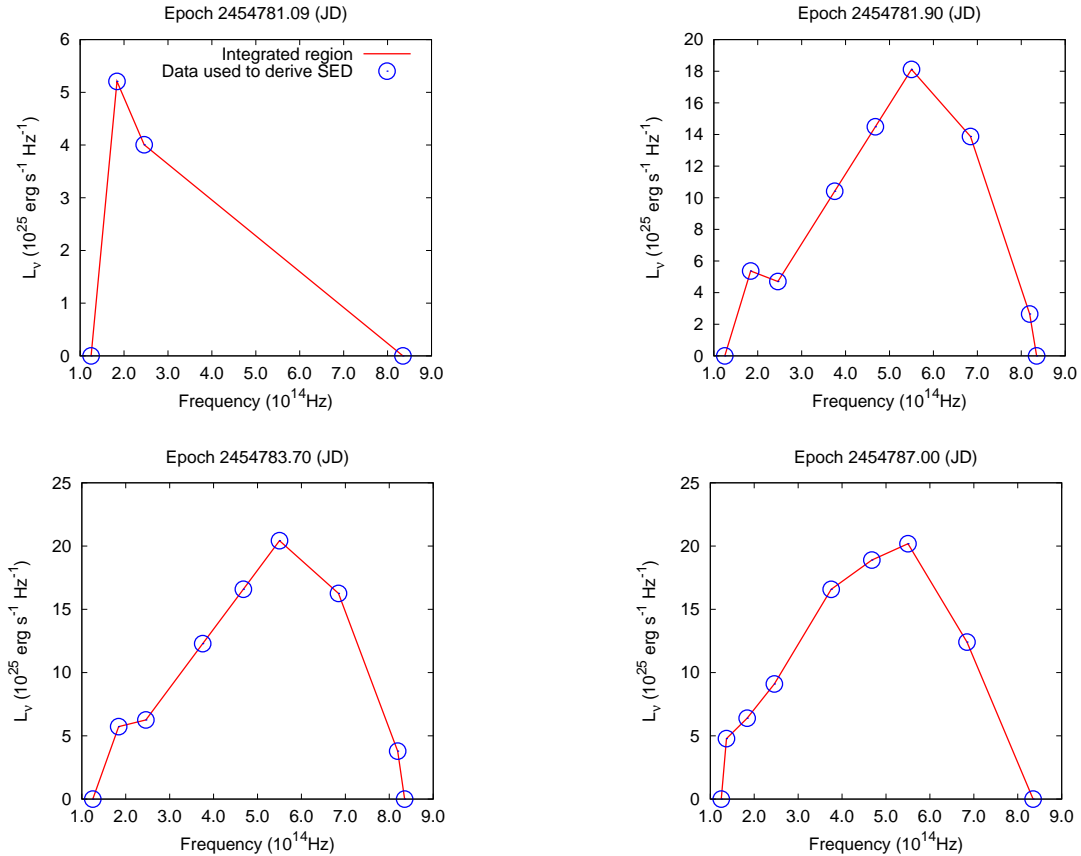 Epoch 2454781.09 (JD)
6
5
4
3
2
1
0
L_ν (10^25 erg s^-1 Hz^-1)
Integrated region
Data used to derive SED
1.0 2.0 3.0 4.0 5.0 6.0 7.0 8.0 9.0
Frequency (10^14Hz)
Epoch 2454781.90 (JD)
20
18
16
14
12
10
8
6
4
2
0
L_ν (10^25 erg s^-1 Hz^-1)
1.0 2.0 3.0 4.0 5.0 6.0 7.0 8.0 9.0
Frequency (10^14Hz)
Epoch 2454783.70 (JD)
25
20
15
10
5
0
L_ν (10^25 erg s^-1 Hz^-1)
1.0 2.0 3.0 4.0 5.0 6.0 7.0 8.0 9.0
Frequency (10^14Hz)
Epoch 2454787.00 (JD)
25
20
15
10
5
0
L_ν (10^25 erg s^-1 Hz^-1)
1.0 2.0 3.0 4.0 5.0 6.0 7.0 8.0 9.0
Frequency (10^14Hz)